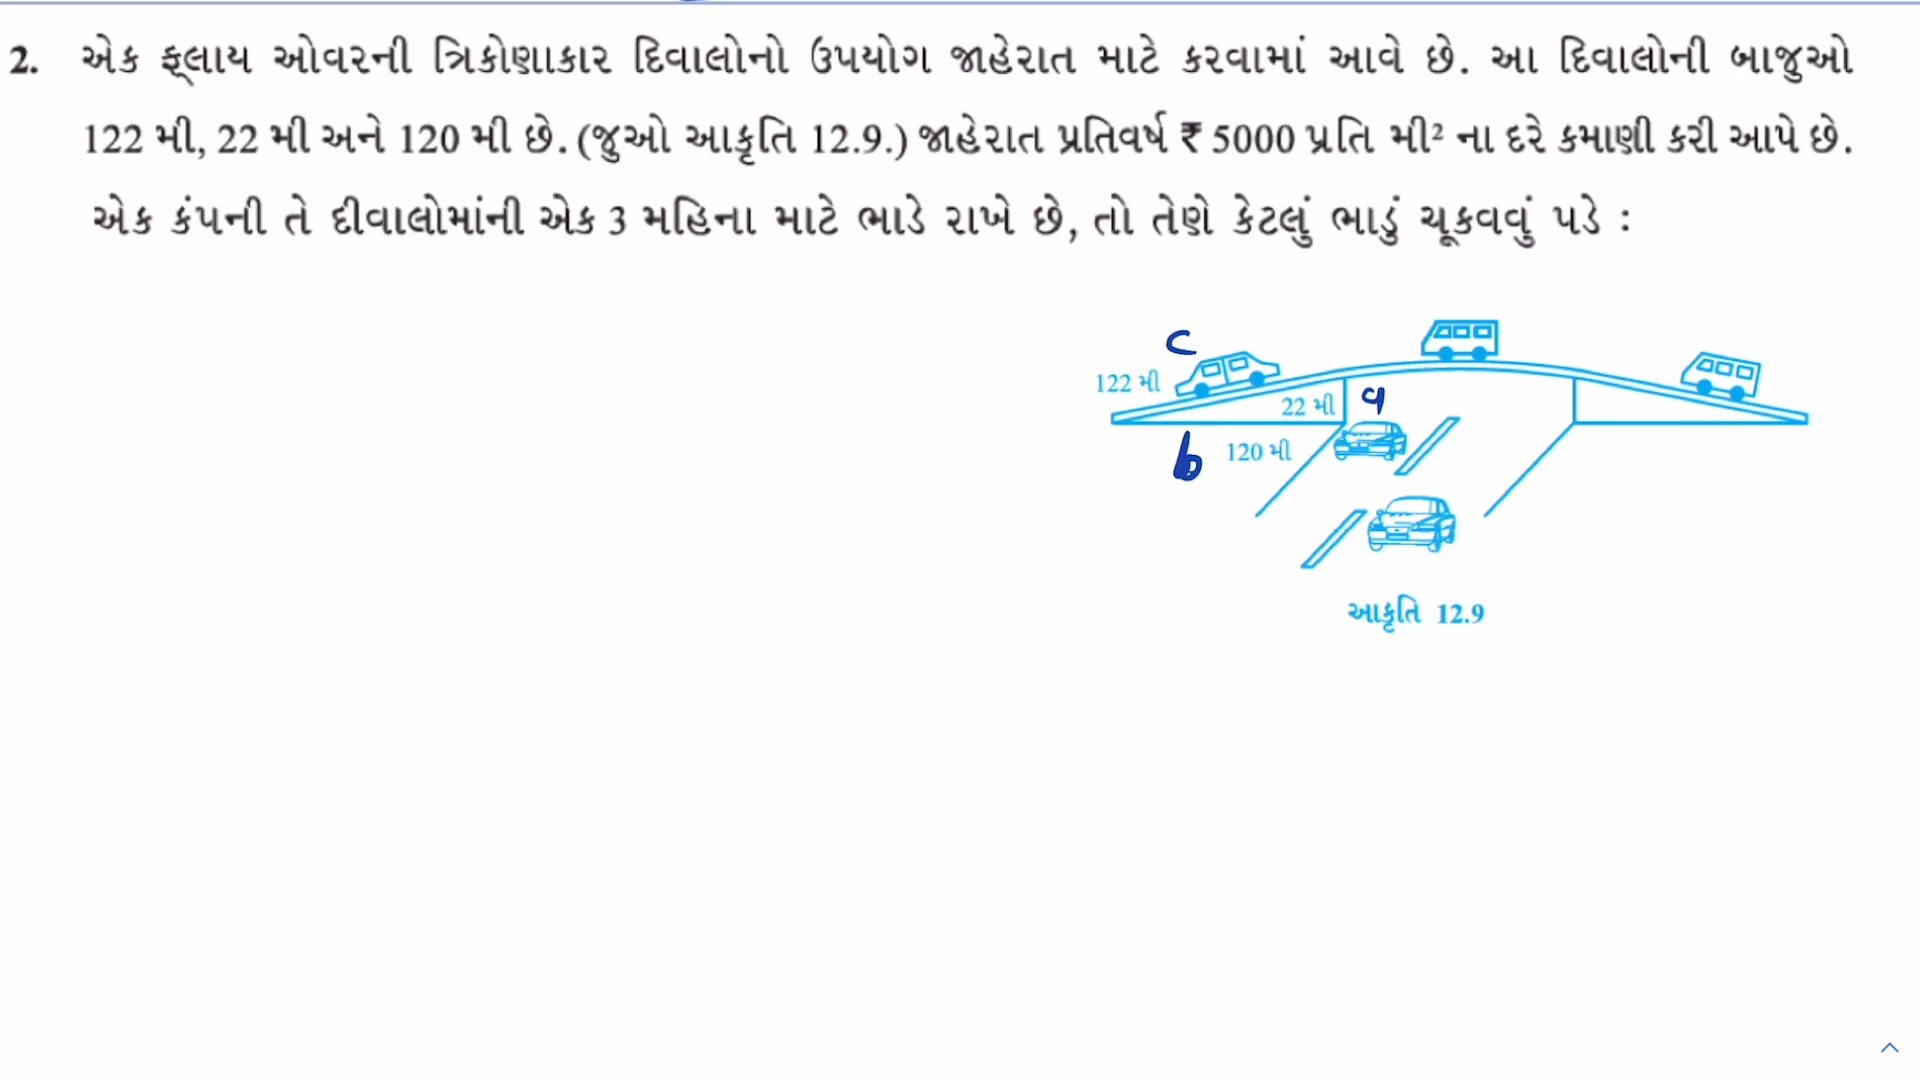 2. એક ફ્લાય ઓવરની ત્રિકોણાકાર દિવાલોનો ઉપયોગ જાહેરાત માટે કરવામાં આવે છે. આ દિવાલોની બાજુઓ
122 મી, 22 મી અને 120 મી છે. (જુઓ આકૃતિ 12.9.) જાહેરાત પ્રતિવર્ષ ₹ 5000 પ્રતિ મી² ના દરે કમાણી કરી આપે છે.
એક કંપની તે દીવાલોમાંની એક 3 મહિના માટે ભાડે રાખે છે, તો તેણે કેટલું ભાડું ચૂકવવું પડે :
c
122 મી
22 મી a
b 120 મી
આકૃતિ 12.9